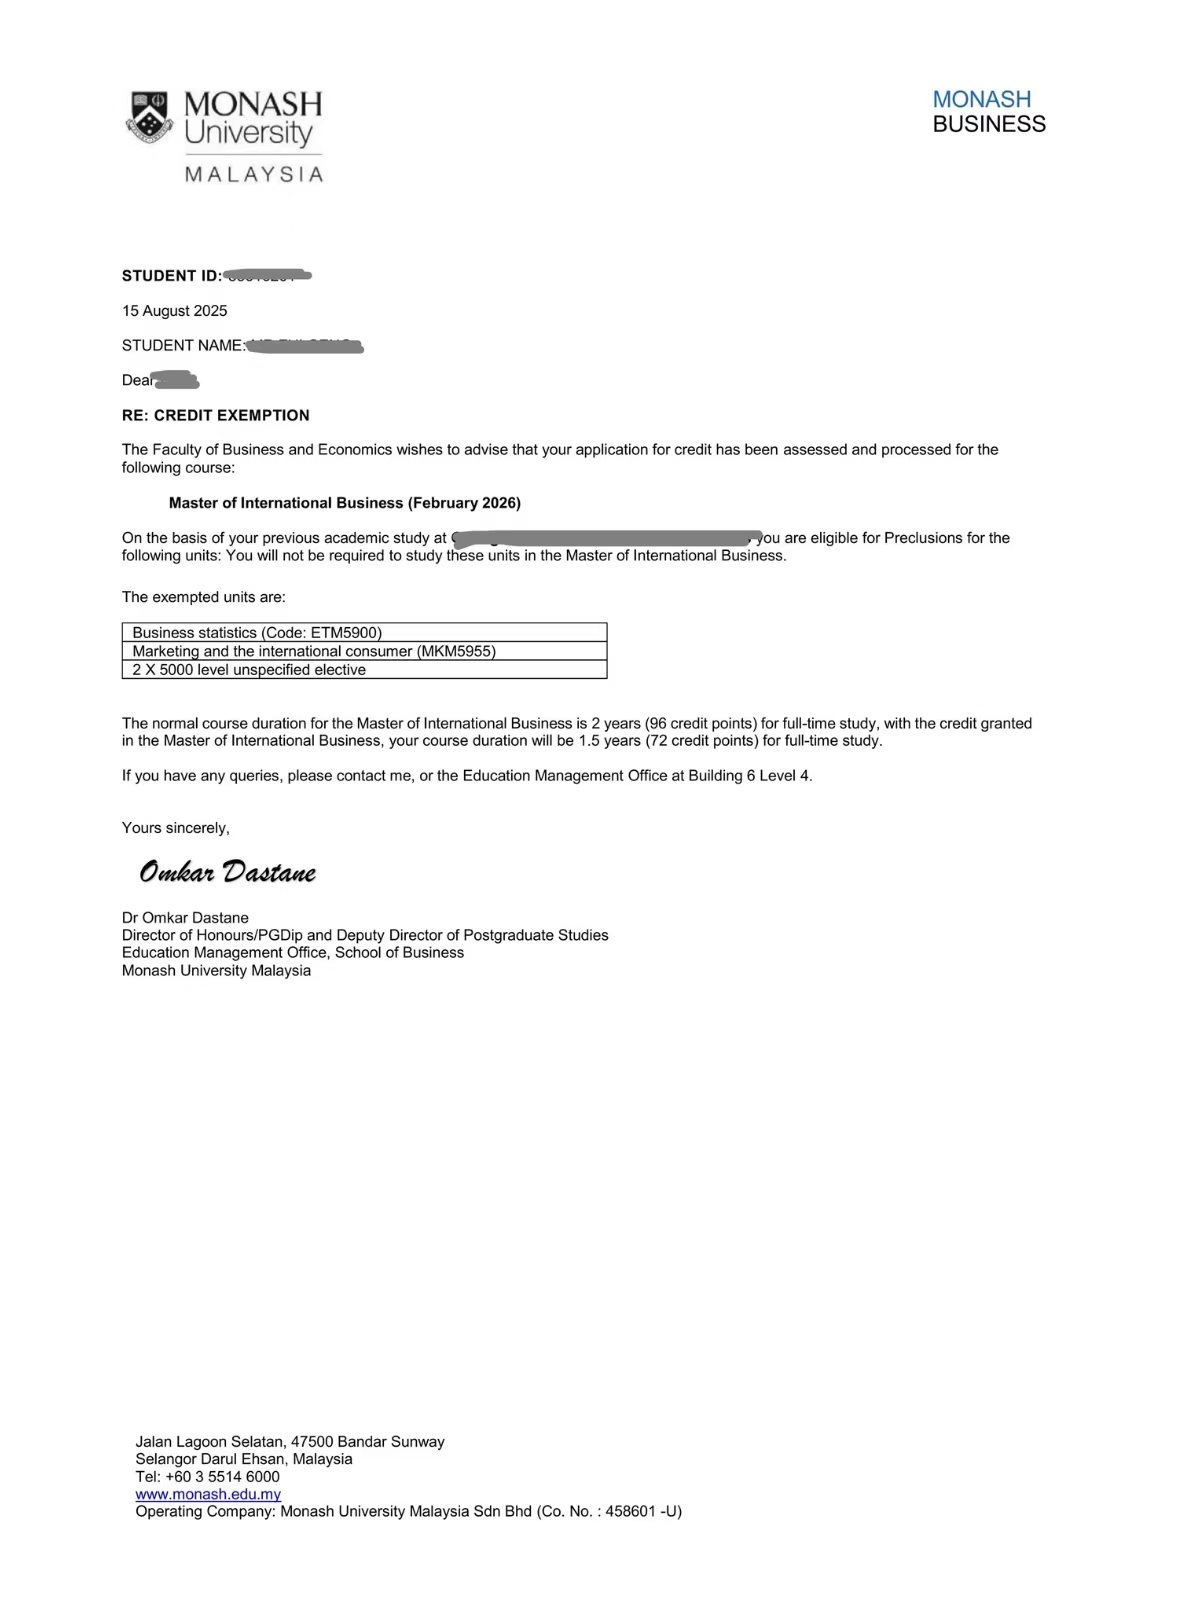 MONASH
University
MALAYSIA
MONASH
BUSINESS
STUDENT ID:
15 August 2025
STUDENT NAME:
Dear
RE: CREDIT EXEMPTION
The Faculty of Business and Economics wishes to advise that your application for credit has been assessed and processed for the
following course:
Master of International Business (February 2026)
On the basis of your previous academic study at you are eligible for Preclusions for the
following units: You will not be required to study these units in the Master of International Business.
The exempted units are:
Business statistics (Code: ETM5900)
Marketing and the international consumer (MKM5955)
2 X 5000 level unspecified elective
The normal course duration for the Master of International Business is 2 years (96 credit points) for full-time study, with the credit granted
in the Master of International Business, your course duration will be 1.5 years (72 credit points) for full-time study.
If you have any queries, please contact me, or the Education Management Office at Building 6 Level 4.
Yours sincerely,
Omkar Dastane
Dr Omkar Dastane
Director of Honours/PGDip and Deputy Director of Postgraduate Studies
Education Management Office, School of Business
Monash University Malaysia
Jalan Lagoon Selatan, 47500 Bandar Sunway
Selangor Darul Ehsan, Malaysia
Tel: +60 3 5514 6000
www.monash.edu.my
Operating Company: Monash University Malaysia Sdn Bhd (Co. No. : 458601 -U)